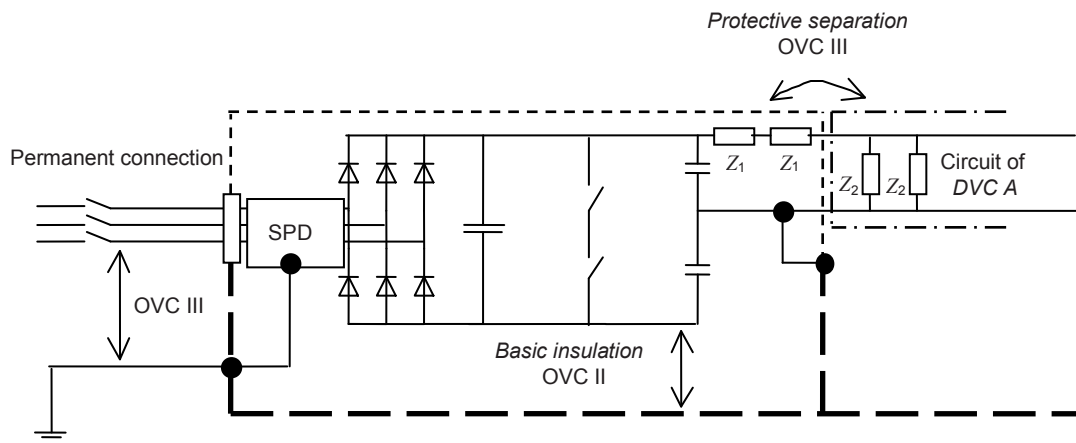 Protective separation
OVC III
Permanent connection
Z1
Z1
Z2
Z2
Circuit of
DVC A
SPD
OVC III
Basic insulation
OVC II